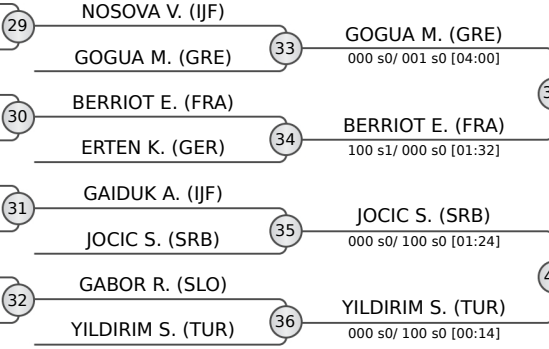 NOSOVA V. (IJF)
29
GOGUA M. (GRE)
33
GOGUA M. (GRE)
000 s0/ 001 s0 [04:00]
BERRIOT E. (FRA)
30
ERTEN K. (GER)
34
BERRIOT E. (FRA)
100 s1/ 000 s0 [01:32]
GAIDUK A. (IJF)
31
JOCIC S. (SRB)
35
JOCIC S. (SRB)
000 s0/ 100 s0 [01:24]
GABOR R. (SLO)
32
YILDIRIM S. (TUR)
36
YILDIRIM S. (TUR)
000 s0/ 100 s0 [00:14]